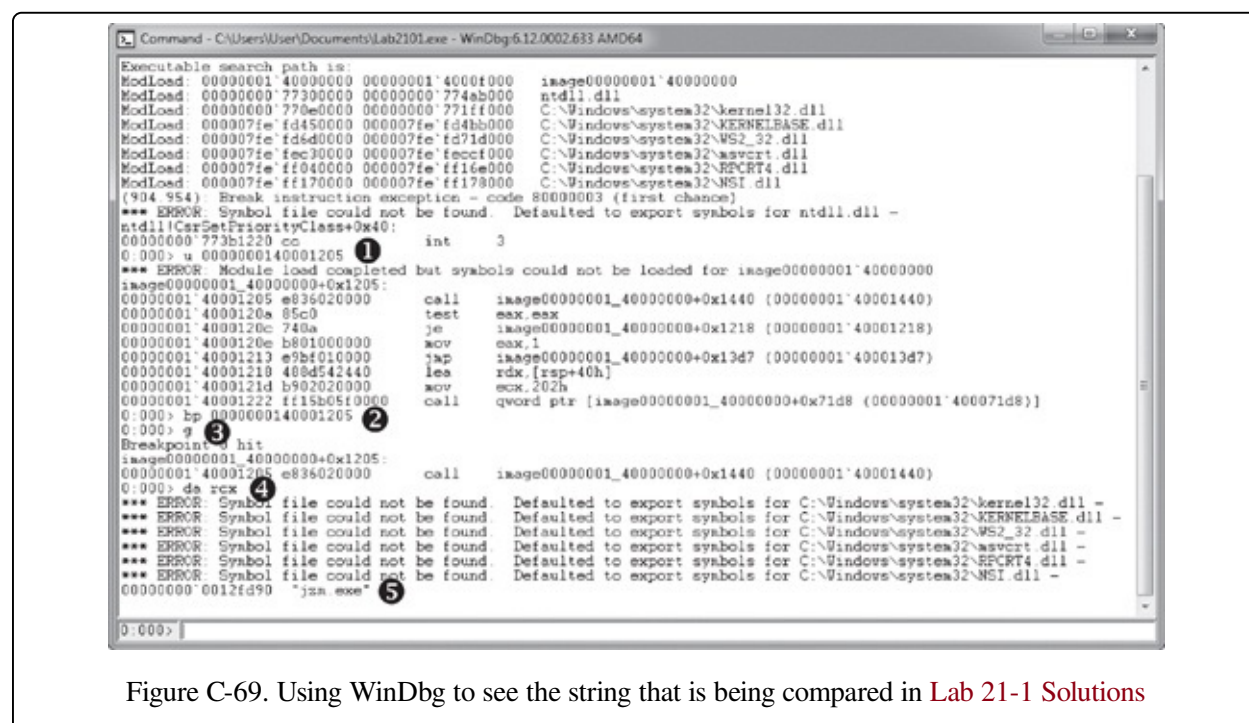 Command - C:\Users\User\Documents\Lab2101.exe - WinDbg:6.12.0002.633 AMD64
Executable search path is:
ModLoad: 00000001`40000000 00000001`4000f000   image00000001`40000000
ModLoad: 00000000`77300000 00000000`774ab000   ntdll.dll
ModLoad: 00000000`770e0000 00000000`771ff000   C:\Windows\system32\kernel32.dll
ModLoad: 000007fe`fd450000 000007fe`fd4bb000   C:\Windows\system32\KERNELBASE.dll
ModLoad: 000007fe`fd6d0000 000007fe`fd71d000   C:\Windows\system32\WS2_32.dll
ModLoad: 000007fe`fec30000 000007fe`feccf000   C:\Windows\system32\msvcrt.dll
ModLoad: 000007fe`ff040000 000007fe`ff16e000   C:\Windows\system32\RPCRT4.dll
ModLoad: 000007fe`ff170000 000007fe`ff178000   C:\Windows\system32\NSI.dll
(904.954): Break instruction exception - code 80000003 (first chance)
*** ERROR: Symbol file could not be found.  Defaulted to export symbols for ntdll.dll -
ntdll!CsrSetPriorityClass+0x40:
00000000`773b1220 cc              int     3
0:000> u 0000000140001205 ❶
*** ERROR: Module load completed but symbols could not be loaded for image00000001`40000000
image00000001_40000000+0x1205:
00000001`40001205 e836020000      call    image00000001_40000000+0x1440 (00000001`40001440)
00000001`4000120a 85c0            test    eax,eax
00000001`4000120c 740a            je      image00000001_40000000+0x1218 (00000001`40001218)
00000001`4000120e b801000000      mov     eax,1
00000001`40001213 e9bf010000      jmp     image00000001_40000000+0x13d7 (00000001`400013d7)
00000001`40001218 488d542440      lea     rdx,[rsp+40h]
00000001`4000121d b902020000      mov     ecx,202h
00000001`40001222 ff15b05f0000    call    qword ptr [image00000001_40000000+0x71d8 (00000001`400071d8)]
0:000> bp 0000000140001205 ❷
0:000> g ❸
Breakpoint 0 hit
image00000001_40000000+0x1205:
00000001`40001205 e836020000      call    image00000001_40000000+0x1440 (00000001`40001440)
0:000> da rcx ❹
*** ERROR: Symbol file could not be found.  Defaulted to export symbols for C:\Windows\system32\kernel32.dll -
*** ERROR: Symbol file could not be found.  Defaulted to export symbols for C:\Windows\system32\KERNELBASE.dll -
*** ERROR: Symbol file could not be found.  Defaulted to export symbols for C:\Windows\system32\WS2_32.dll -
*** ERROR: Symbol file could not be found.  Defaulted to export symbols for C:\Windows\system32\msvcrt.dll -
*** ERROR: Symbol file could not be found.  Defaulted to export symbols for C:\Windows\system32\RPCRT4.dll -
*** ERROR: Symbol file could not be found.  Defaulted to export symbols for C:\Windows\system32\NSI.dll -
00000000`0012fd90  "jzm.exe" ❺
0:000>
Figure C-69. Using WinDbg to see the string that is being compared in Lab 21-1 Solutions